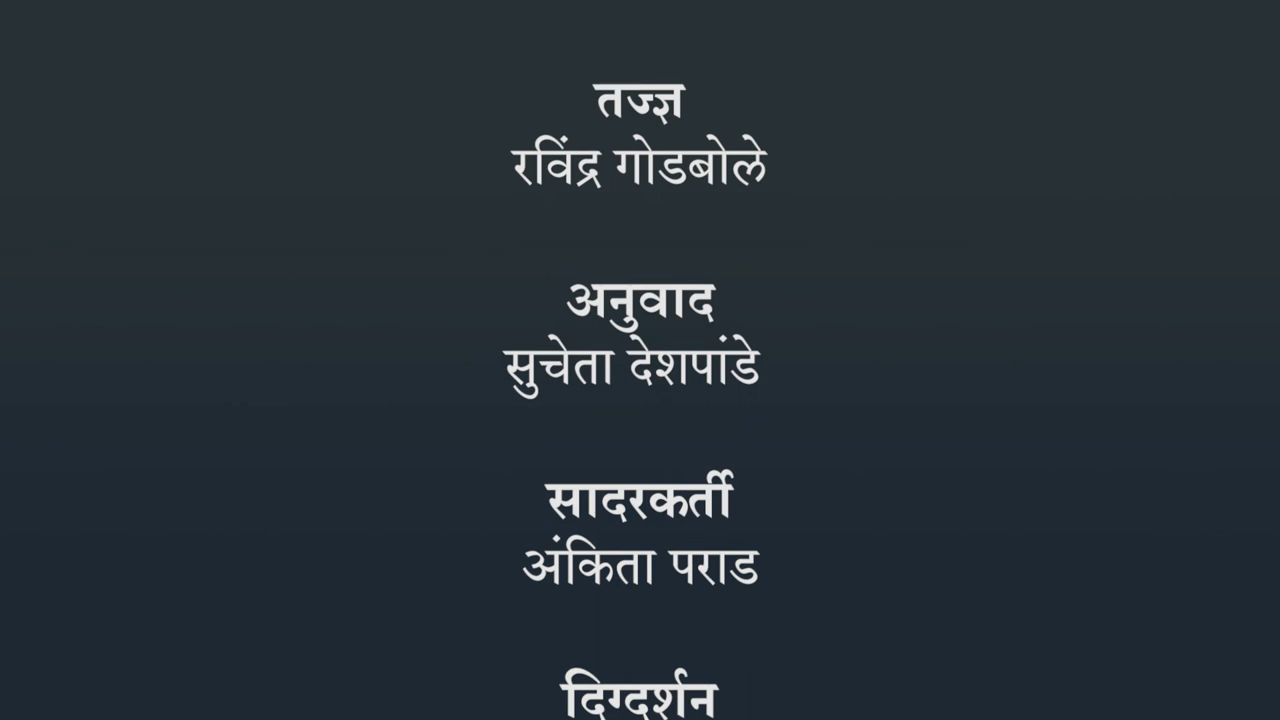 तज्ज्ञ
रविंद्र गोडबोले
अनुवाद
सुचेता देशपांडे
सादरकर्ती
अंकिता पराड
दिग्दर्शन